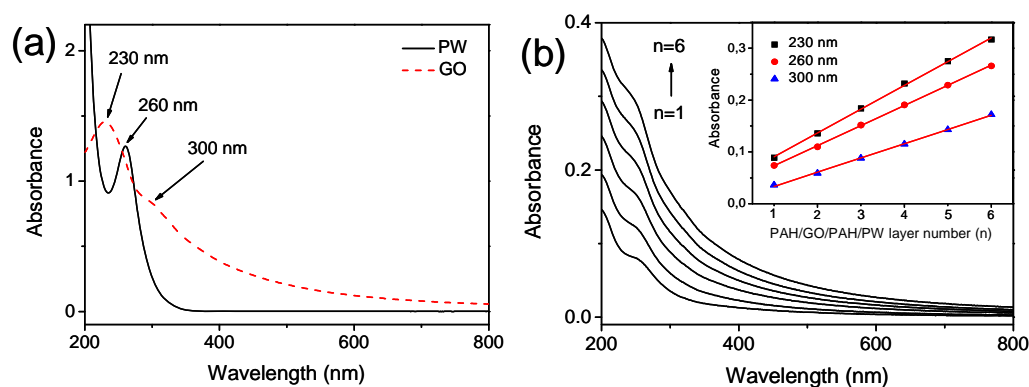 (a)
2
1
0
200
400
600
800
Absorbance
Wavelength (nm)
230 nm
260 nm
300 nm
PW
GO
(b)
0.4
0.2
0.0
200
400
600
800
Absorbance
Wavelength (nm)
n=6
n=1
0,3
0,2
0,1
0,0
1
2
3
4
5
6
Absorbance
PAH/GO/PAH/PW layer number (n)
230 nm
260 nm
300 nm